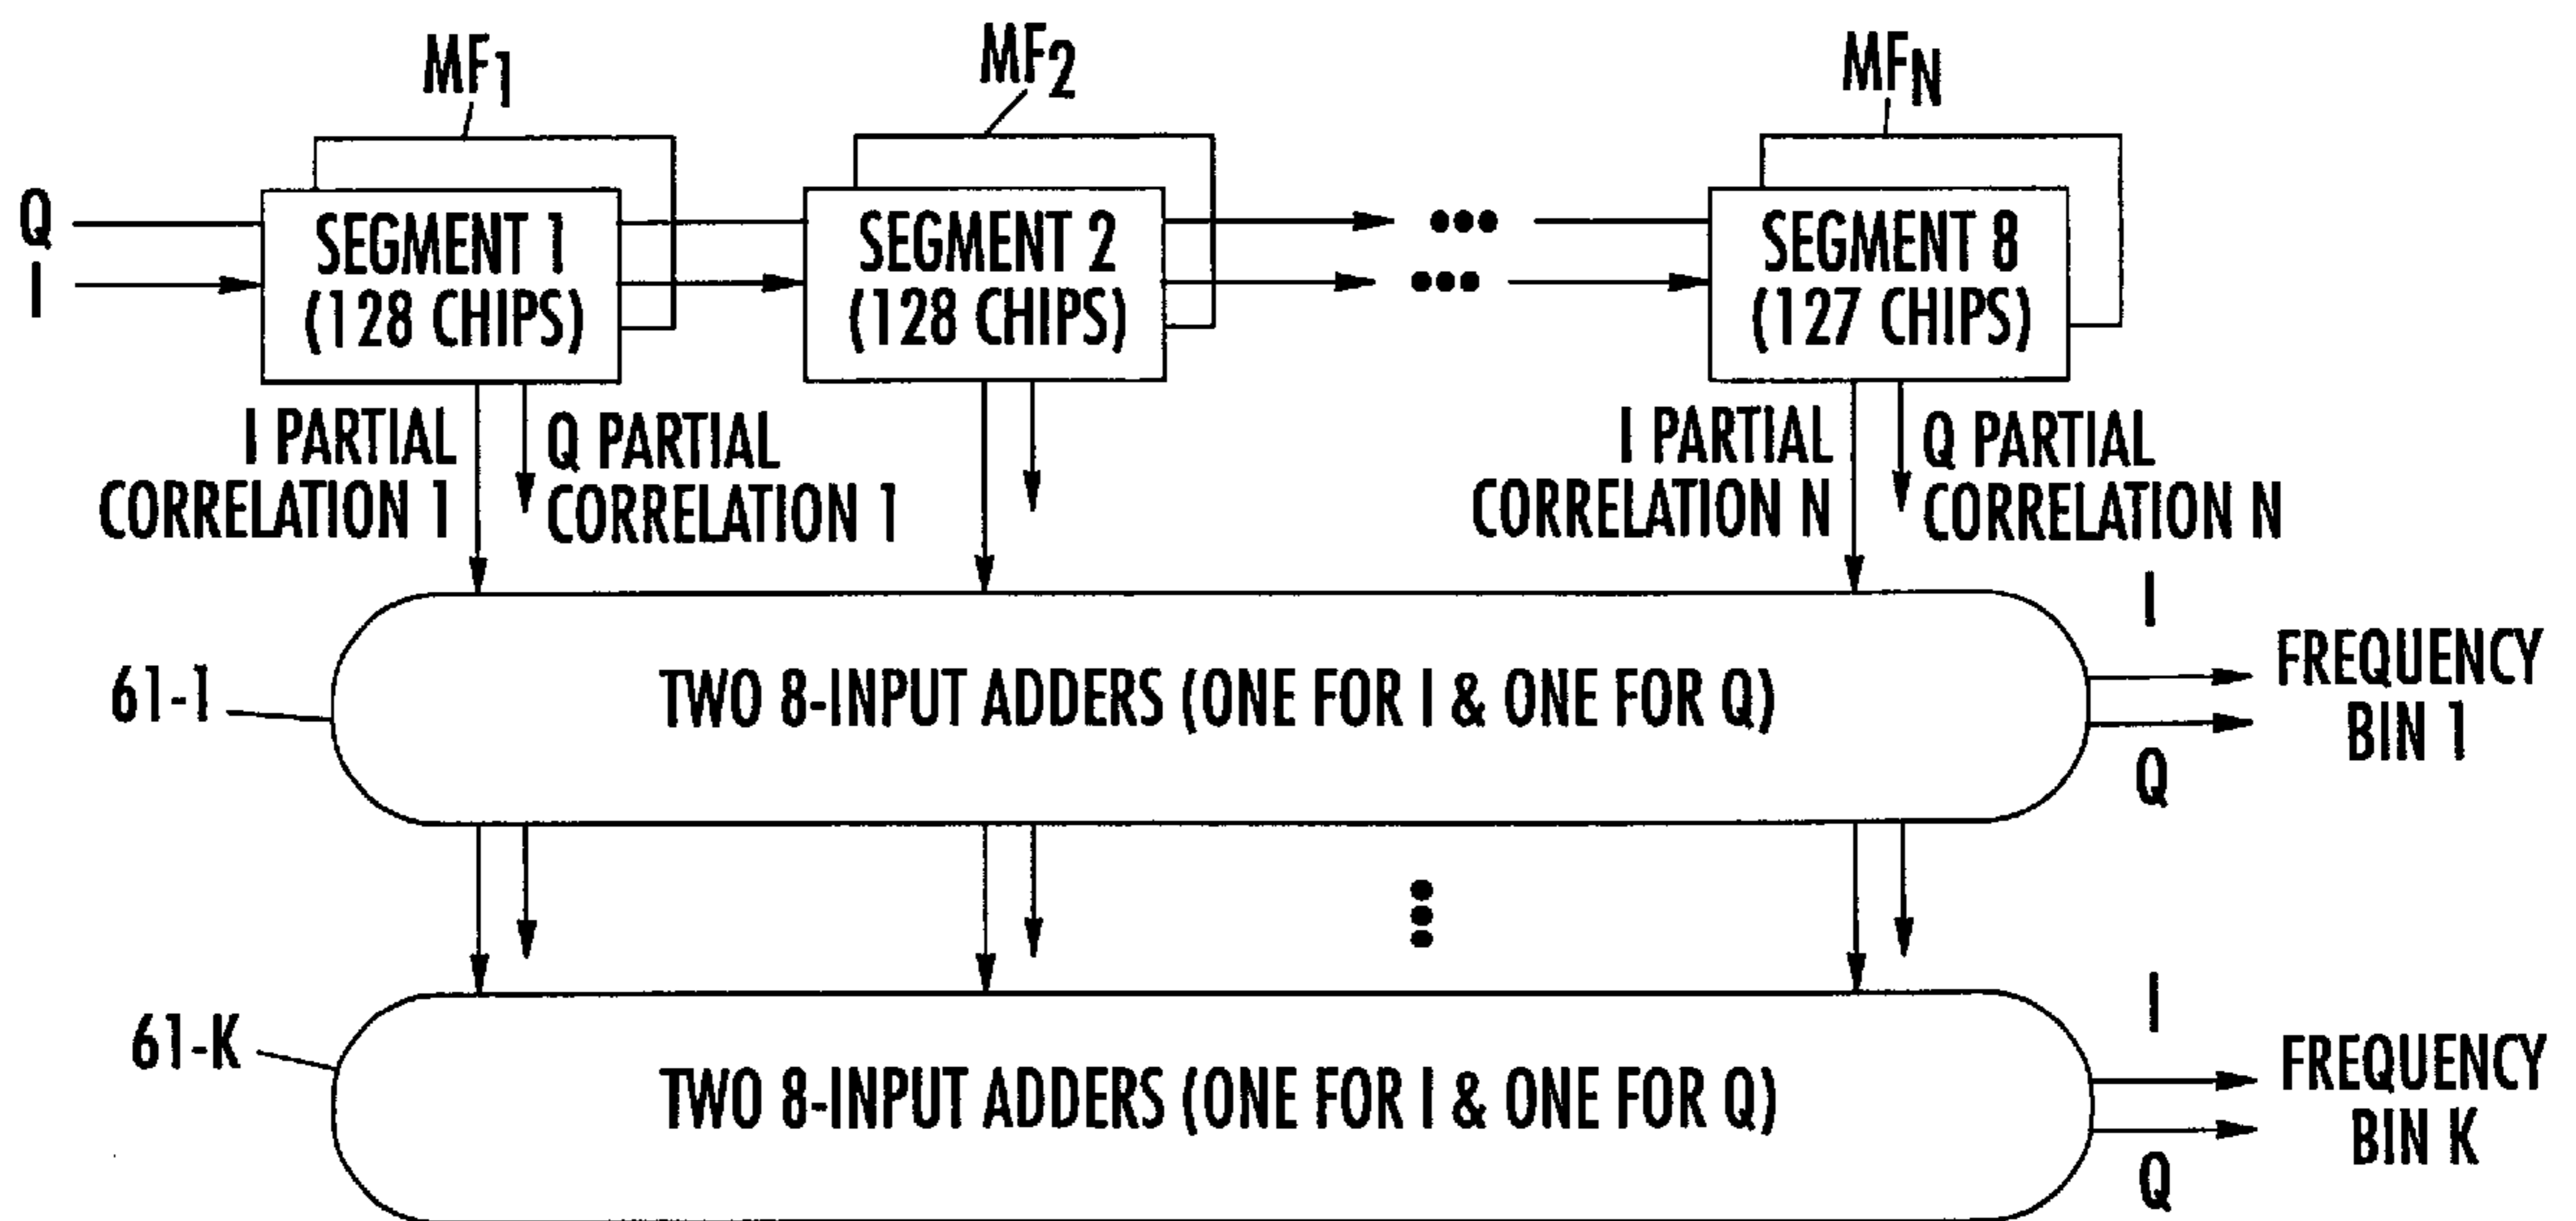 MF1
MF2
MFN
Q
I
SEGMENT 1
(128 CHIPS)
SEGMENT 2
(128 CHIPS)
•••
•••
SEGMENT 8
(127 CHIPS)
I PARTIAL
CORRELATION 1
Q PARTIAL
CORRELATION 1
I PARTIAL
CORRELATION N
Q PARTIAL
CORRELATION N
61-1
TWO 8-INPUT ADDERS (ONE FOR I & ONE FOR Q)
I
Q
FREQUENCY
BIN 1
61-K
TWO 8-INPUT ADDERS (ONE FOR I & ONE FOR Q)
I
Q
FREQUENCY
BIN K